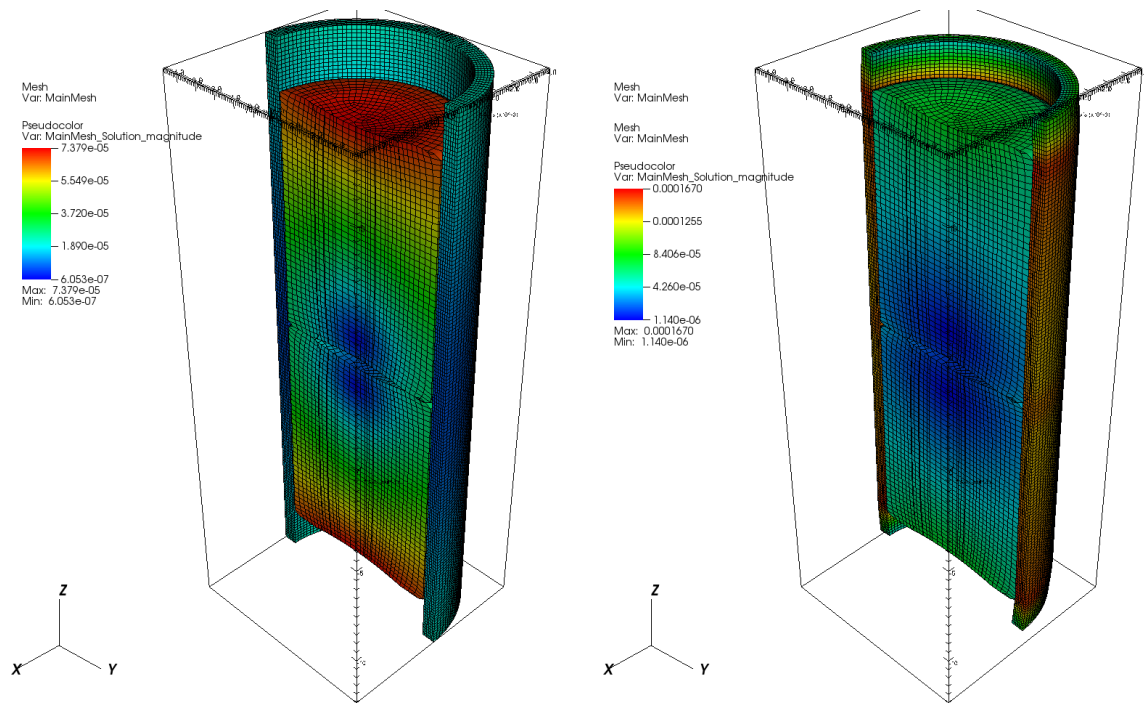 Mesh
Var: MainMesh
Pseudocolor
Var: MainMesh_Solution_magnitude
7.379e-05
5.549e-05
3.720e-05
1.890e-05
6.053e-07
Max: 7.379e-05
Min: 6.053e-07
Z
X
Y
Mesh
Var: MainMesh
Mesh
Var: MainMesh
Pseudocolor
Var: MainMesh_Solution_magnitude
0.0001670
0.0001255
8.406e-05
4.260e-05
1.140e-06
Max: 0.0001670
Min: 1.140e-06
Z
X
Y